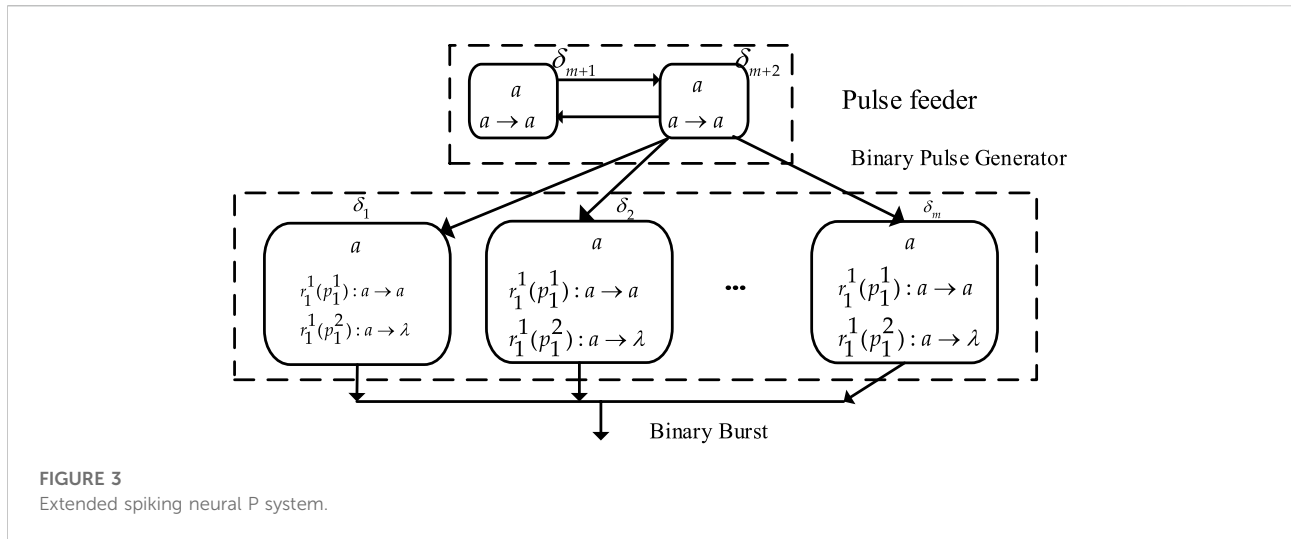 δₘ₊₁ δₘ₊₂
a a
a → a a → a
Pulse feeder
Binary Pulse Generator
δ₁ δ₂ δₘ
a a a
r₁¹(p₁¹) : a → a r₁¹(p₁¹) : a → a ... r₁¹(p₁¹) : a → a
r₁¹(p₁²) : a → λ r₁¹(p₁²) : a → λ r₁¹(p₁²) : a → λ
Binary Burst
FIGURE 3
Extended spiking neural P system.